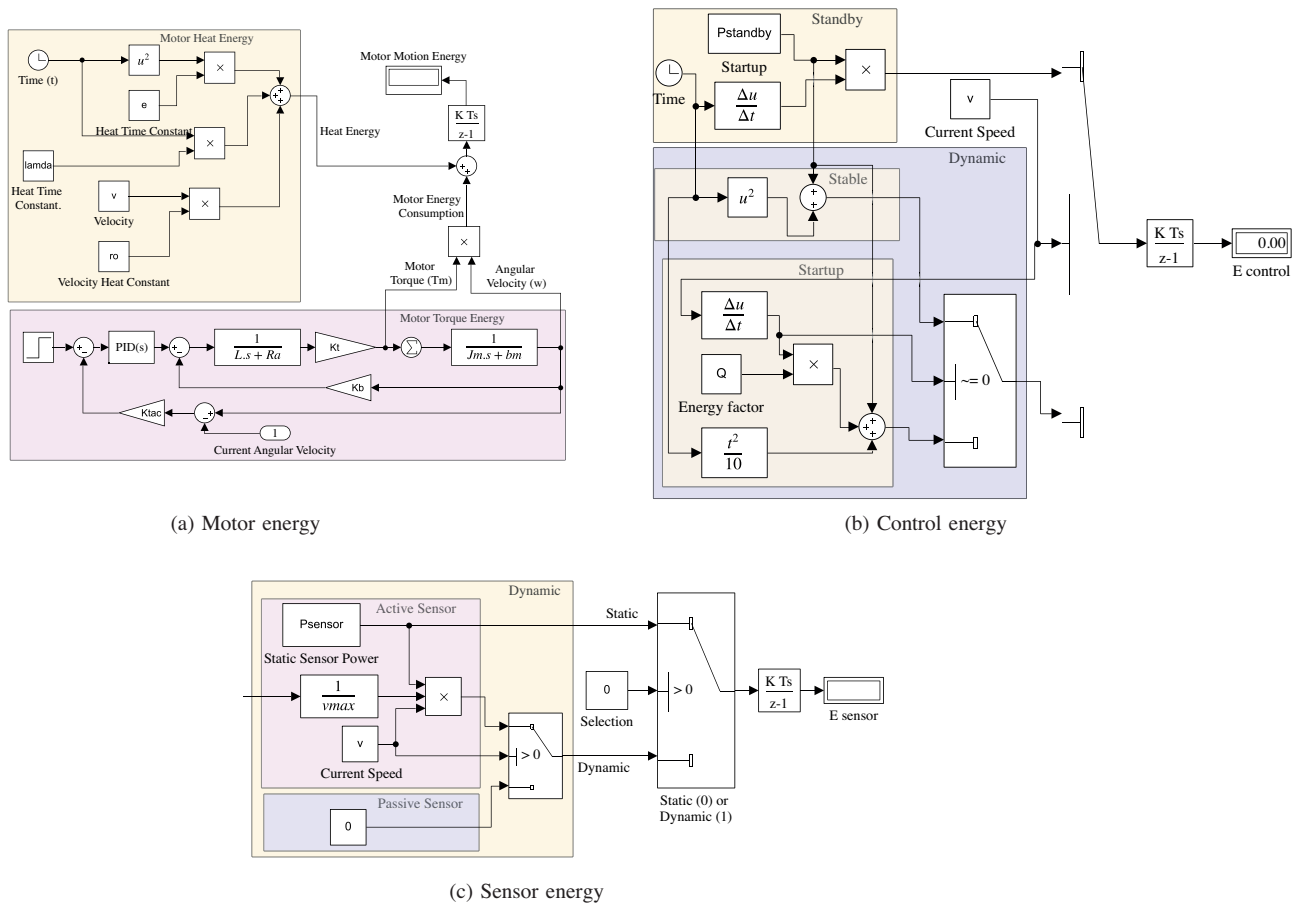 Motor Heat Energy
Time (t)
u²
×
e
Heat Time Constant
×
lamda
Heat Time
Constant.
v
Velocity
×
ro
Velocity Heat Constant
+
+
+
Heat Energy
Motor Motion Energy
K Ts
z-1
+
+
Motor Energy
Consumption
×
Motor
Torque (Tm)
Angular
Velocity (w)
Motor Torque Energy
+
−
PID(s)
+
−
1
L.s + Ra
Kt
Σ
1
Jm.s + bm
Kb
Ktac
−
+
1
Current Angular Velocity
(a) Motor energy
Standby
Pstandby
Startup
×
Time
Δu
Δt
v
Current Speed
Dynamic
Stable
u²
+
+
Startup
Δu
Δt
×
Q
Energy factor
+
+
+
t²
10
~= 0
K Ts
z-1
0.00
E control
(b) Control energy
Dynamic
Active Sensor
Psensor
Static Sensor Power
1
vmax
×
v
Current Speed
> 0
Passive Sensor
0
Static
0
Selection
> 0
Dynamic
Static (0) or
Dynamic (1)
K Ts
z-1
E sensor
(c) Sensor energy